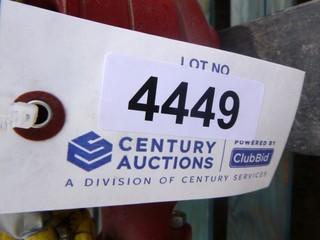 LOT NO
4449
CENTURY
AUCTIONS
POWERED BY
ClubBid
A DIVISION OF CENTURY SERVICES